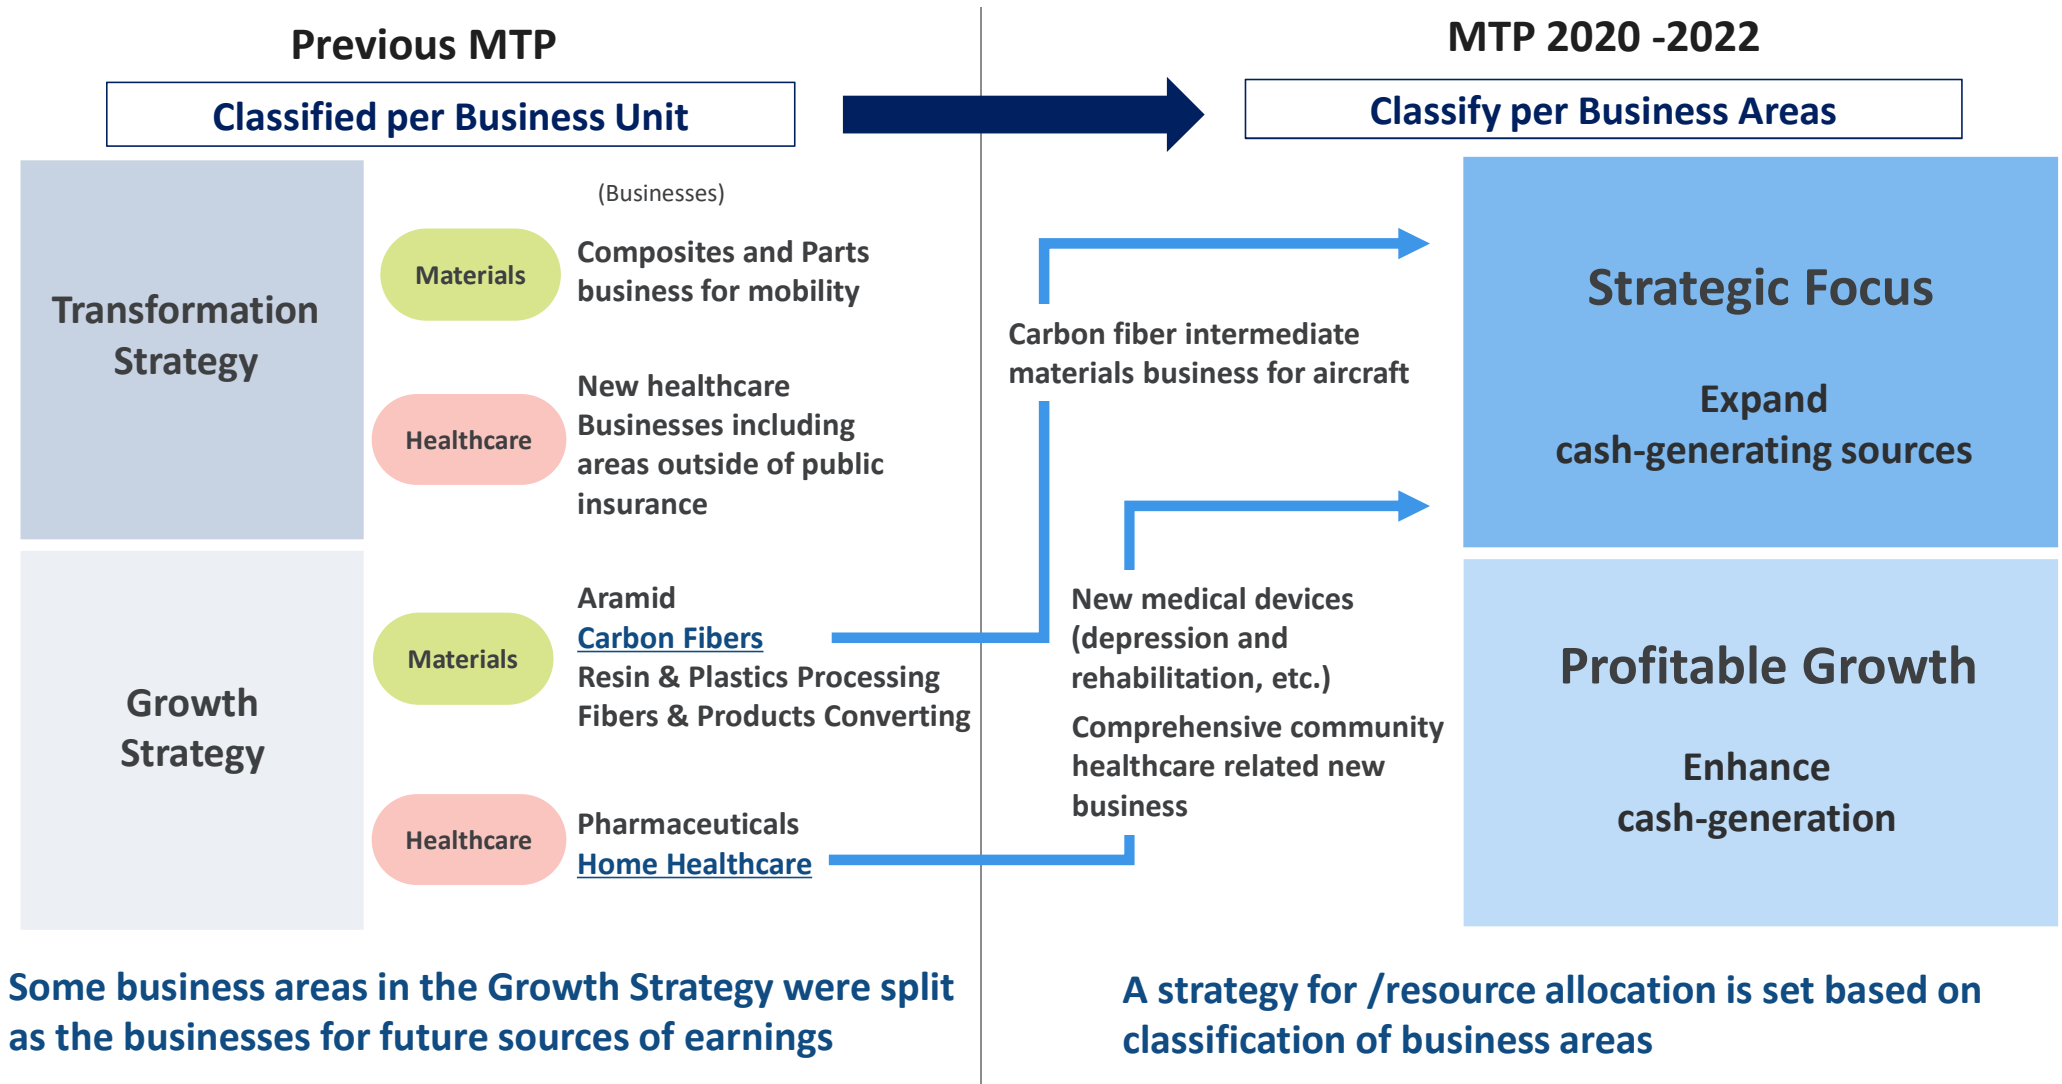 Previous MTP
Classified per Business Unit
Transformation
Strategy
(Businesses)
Materials
Composites and Parts
business for mobility
Healthcare
New healthcare
Businesses including
areas outside of public
insurance
Growth
Strategy
Materials
Aramid
Carbon Fibers
Resin & Plastics Processing
Fibers & Products Converting
Healthcare
Pharmaceuticals
Home Healthcare
Some business areas in the Growth Strategy were split
as the businesses for future sources of earnings
MTP 2020 -2022
Classify per Business Areas
Carbon fiber intermediate
materials business for aircraft
New medical devices
(depression and
rehabilitation, etc.)
Comprehensive community
healthcare related new
business
Strategic Focus
Expand
cash-generating sources
Profitable Growth
Enhance
cash-generation
A strategy for /resource allocation is set based on
classification of business areas